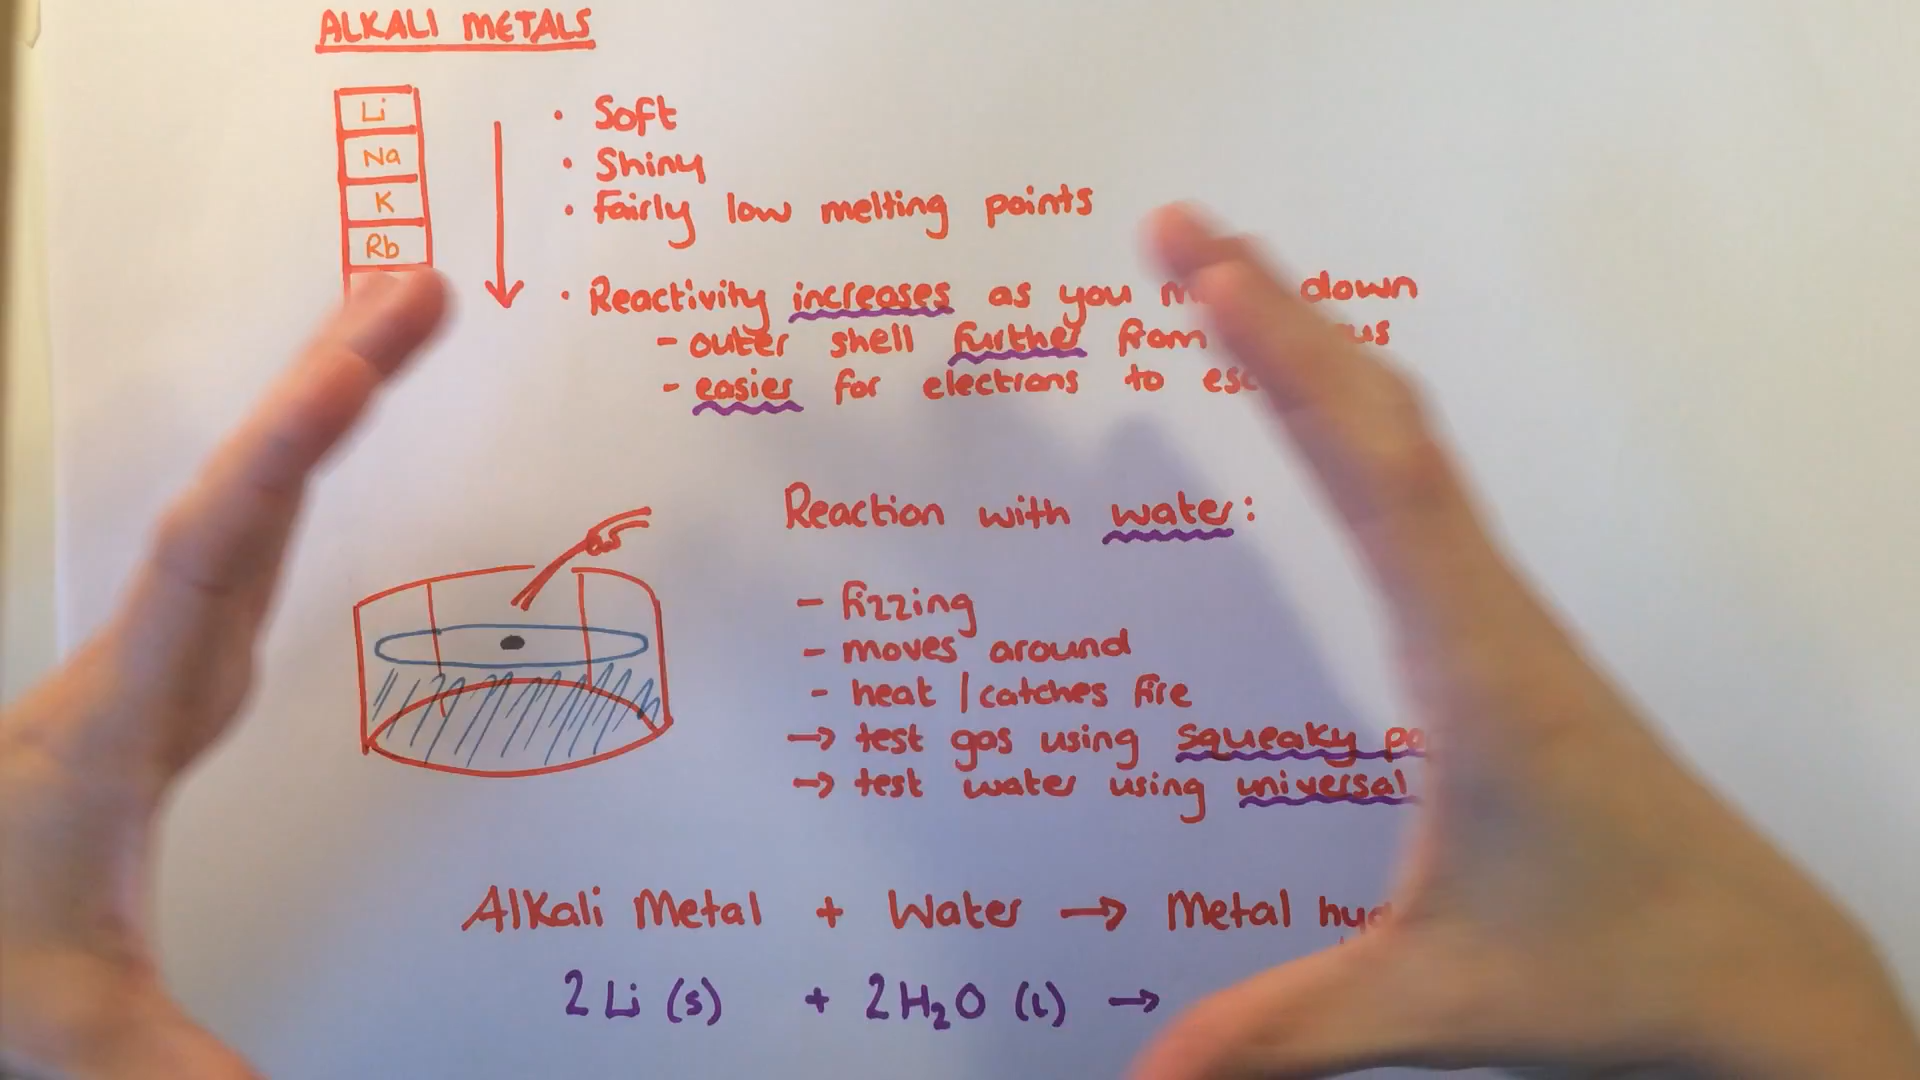 ALKALI METALS
Li
Na
K
Rb
• Soft
• Shiny
• Fairly low melting points
• Reactivity increases as you down
- outer shell further from
- easier for electrons to
Reaction with water:
- fizzing
- moves around
- heat / catches fire
→ test gas using squeaky
→ test water using universal
Alkali Metal + Water → Metal
2 Li (s) + 2H₂O (l) →